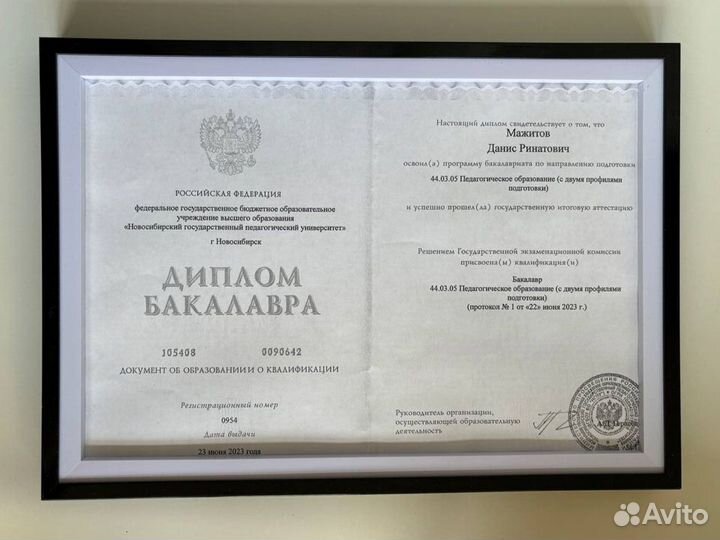 РОССИЙСКАЯ ФЕДЕРАЦИЯ
федеральное государственное бюджетное образовательное
учреждение высшего образования
«Новосибирский государственный педагогический университет»
г Новосибирск
ДИПЛОМ
БАКАЛАВРА
105408 0090642
ДОКУМЕНТ ОБ ОБРАЗОВАНИИ И О КВАЛИФИКАЦИИ
Регистрационный номер
0954
Дата выдачи
23 июня 2023 года
Настоящий диплом свидетельствует о том, что
Мажитов
Данис Ринатович
освоил(а) программу бакалавриата по направлению подготовки
44.03.05 Педагогическое образование (с двумя профилями
подготовки)
и успешно прошел(ла) государственную итоговую аттестацию
Решением Государственной экзаменационной комиссии
присвоена(ы) квалификация(и)
Бакалавр
44.03.05 Педагогическое образование (с двумя профилями
подготовки)
(протокол № 1 от «22» июня 2023 г.)
Руководитель организации,
осуществляющей образовательную
деятельность
Avito